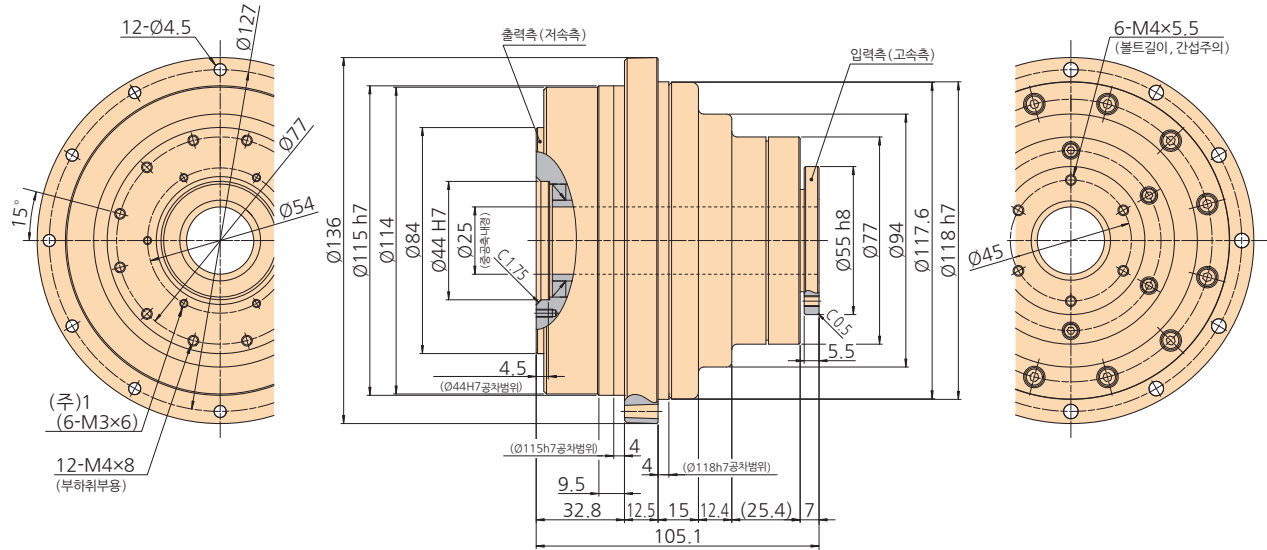 12-Ø4.5
Ø127
Ø77
Ø54
15°
(주)1
(6-M3×6)
12-M4×8
(부하취부용)
출력측(저속측)
입력측(고속측)
Ø136
Ø115 h7
Ø114
Ø84
Ø44 H7
Ø25
(중공축내경)
C1.75
4.5
(Ø44H7공차범위)
(Ø115h7공차범위)
4
4
(Ø118h7공차범위)
9.5
32.8
12.5
15
12.4
(25.4)
7
105.1
Ø55 h8
Ø77
Ø94
Ø117.6
Ø118 h7
C0.5
5.5
6-M4×5.5
(볼트길이, 간섭주의)
Ø45